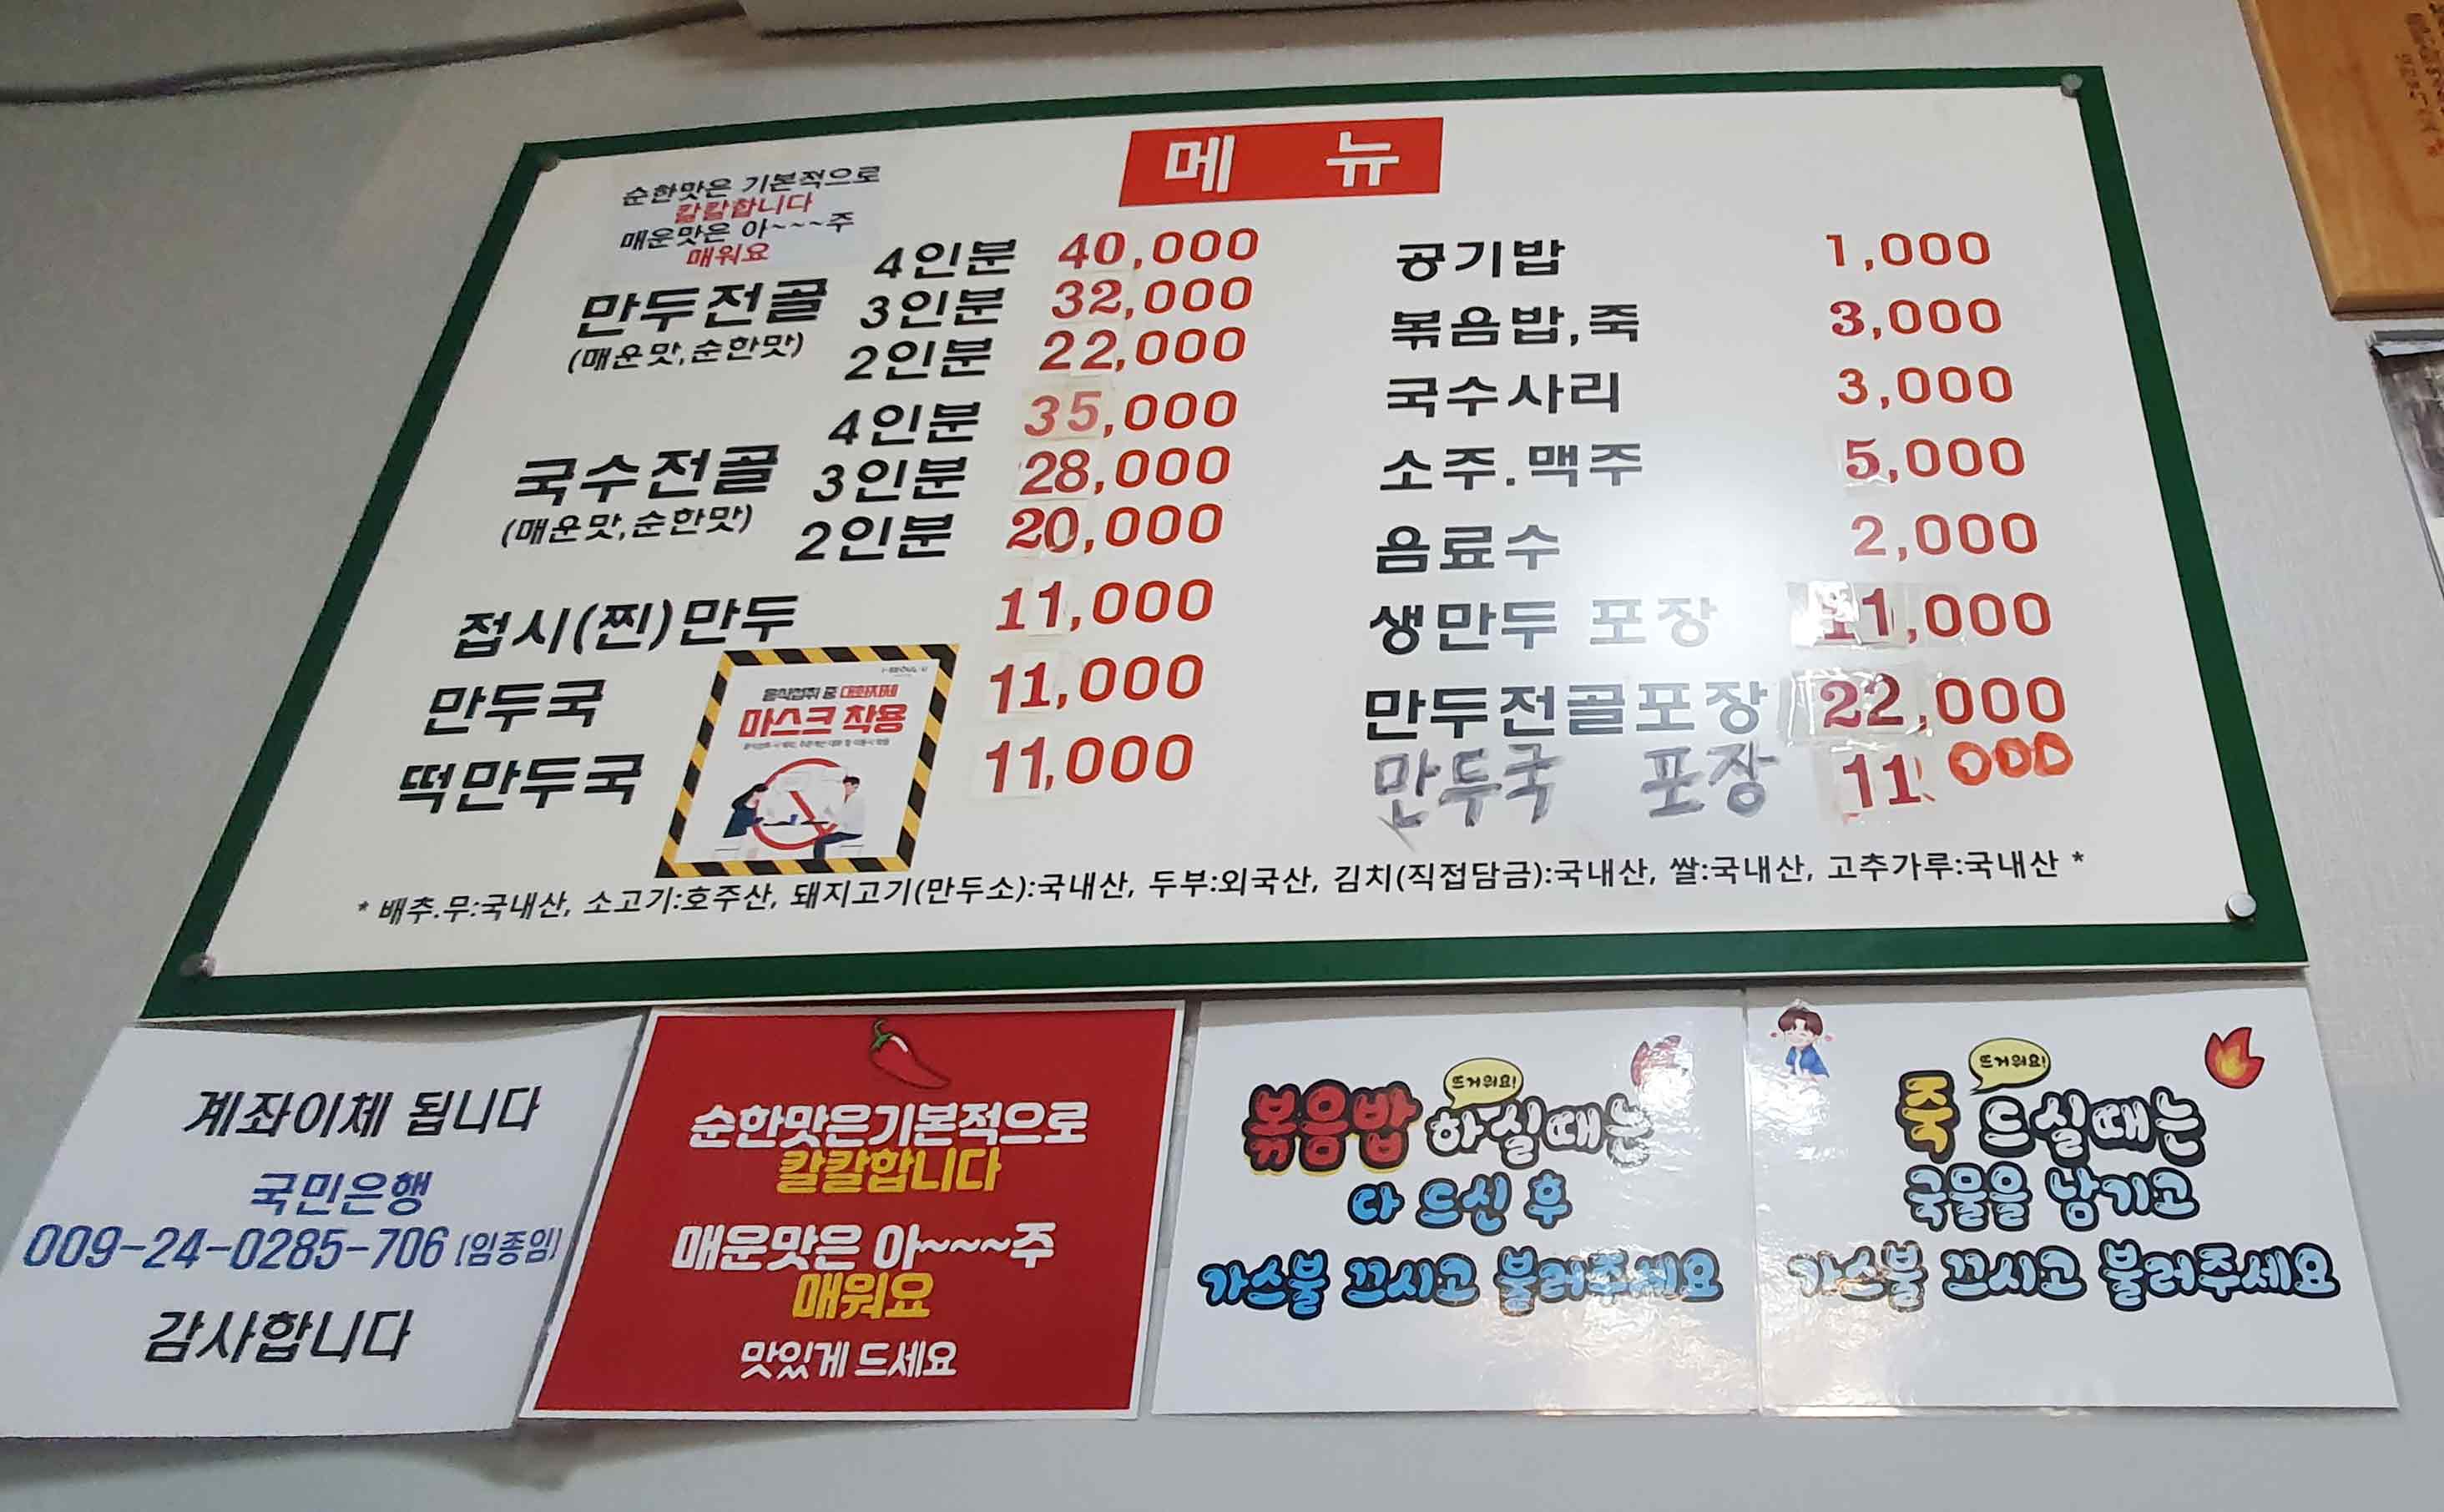 메 뉴
순한맛은 기본적으로
칼칼합니다
매운맛은 아~~~주
매워요
만두전골
(매운맛,순한맛)
4인분 40,000
3인분 32,000
2인분 22,000
국수전골
(매운맛,순한맛)
4인분 35,000
3인분 28,000
2인분 20,000
접시(찐)만두 11,000
만두국 11,000
떡만두국 11,000
음식섭취 중 대화자제
마스크 착용
공기밥 1,000
볶음밥,죽 3,000
국수사리 3,000
소주.맥주 5,000
음료수 2,000
생만두 포장 11,000
만두전골포장 22,000
만두국 포장 11,000
* 배추.무:국내산, 소고기:호주산, 돼지고기(만두소):국내산, 두부:외국산, 김치(직접담금):국내산, 쌀:국내산, 고추가루:국내산 *
계좌이체 됩니다
국민은행
009-24-0285-706 (임종임)
감사합니다
순한맛은기본적으로
칼칼합니다
매운맛은 아~~~주
매워요
맛있게 드세요
뜨거워요!
볶음밥 하실때는
다 드신 후
가스불 끄시고 불러주세요
뜨거워요!
죽 드실때는
국물을 남기고
가스불 끄시고 불러주세요